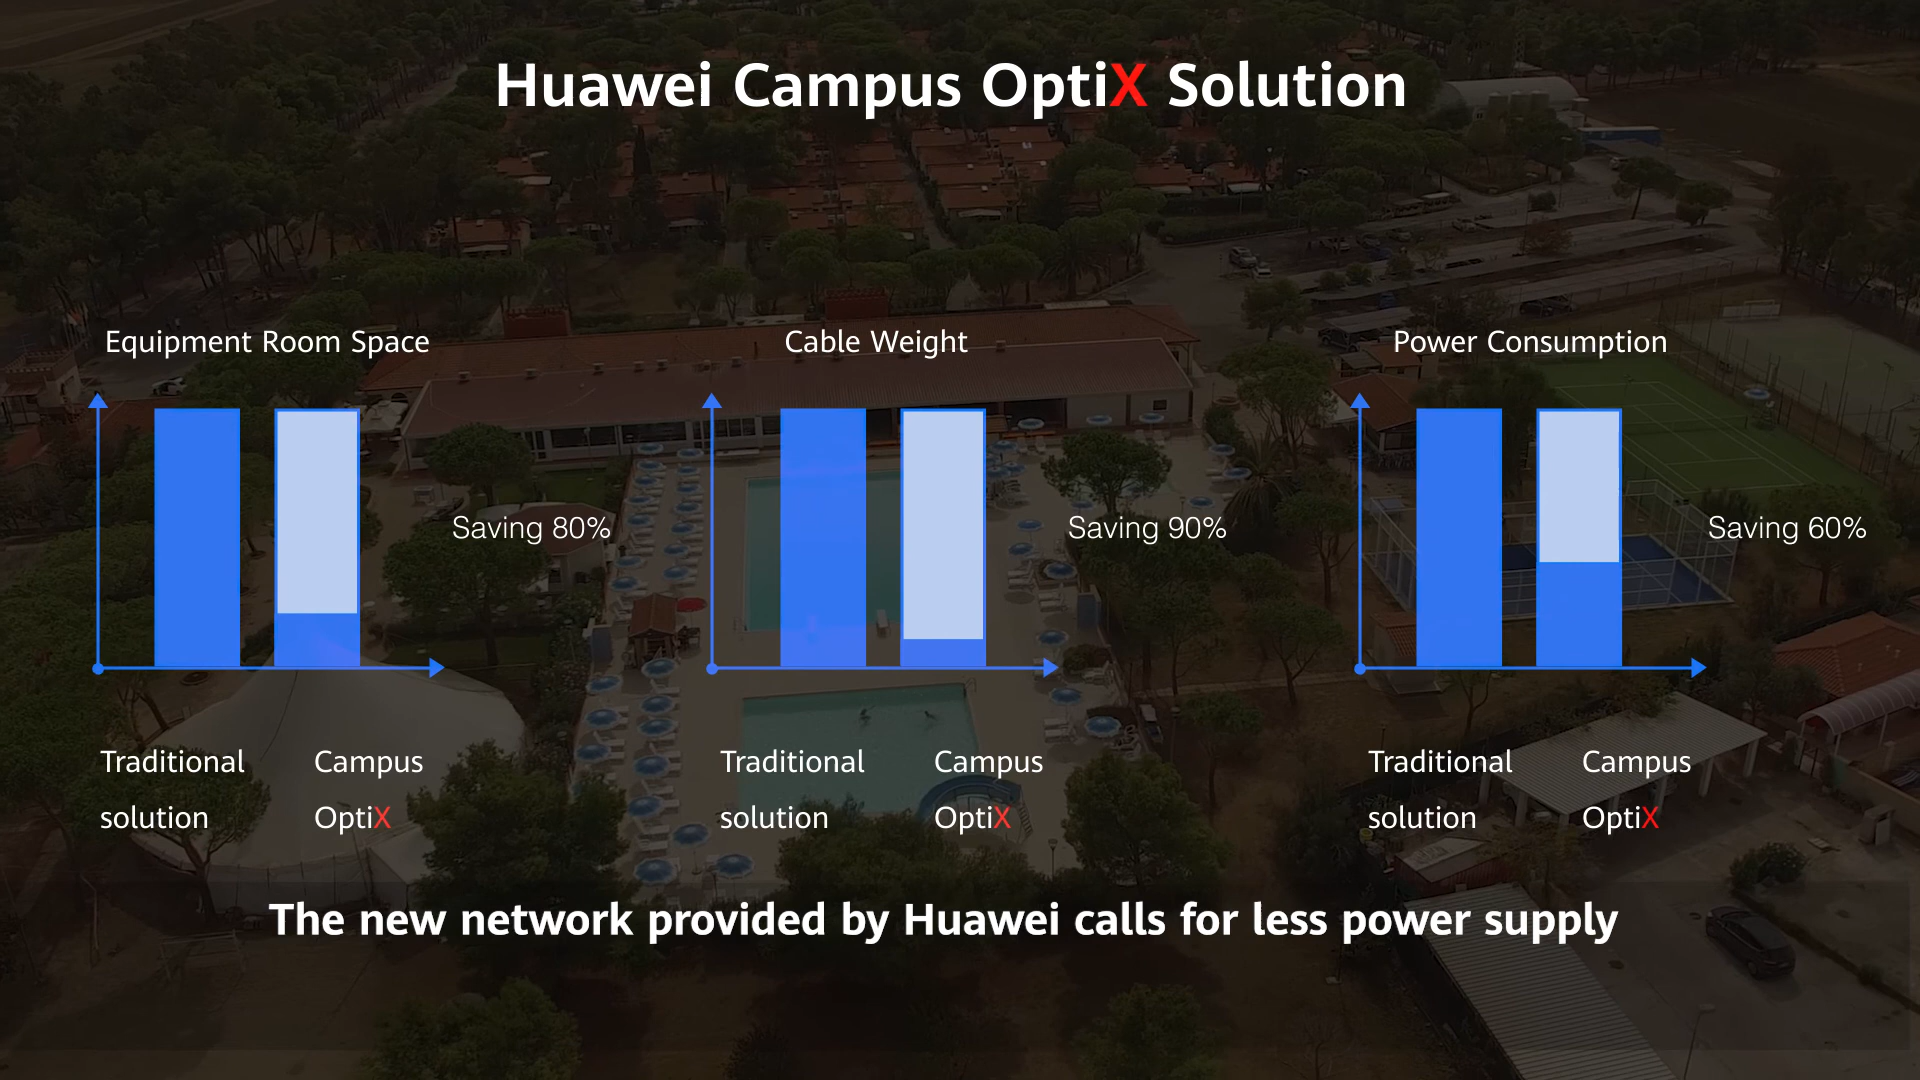 Huawei Campus OptiX Solution
Equipment Room Space
Cable Weight
Power Consumption
Saving 80%
Saving 90%
Saving 60%
Traditional
solution
Campus
OptiX
Traditional
solution
Campus
OptiX
Traditional
solution
Campus
OptiX
The new network provided by Huawei calls for less power supply